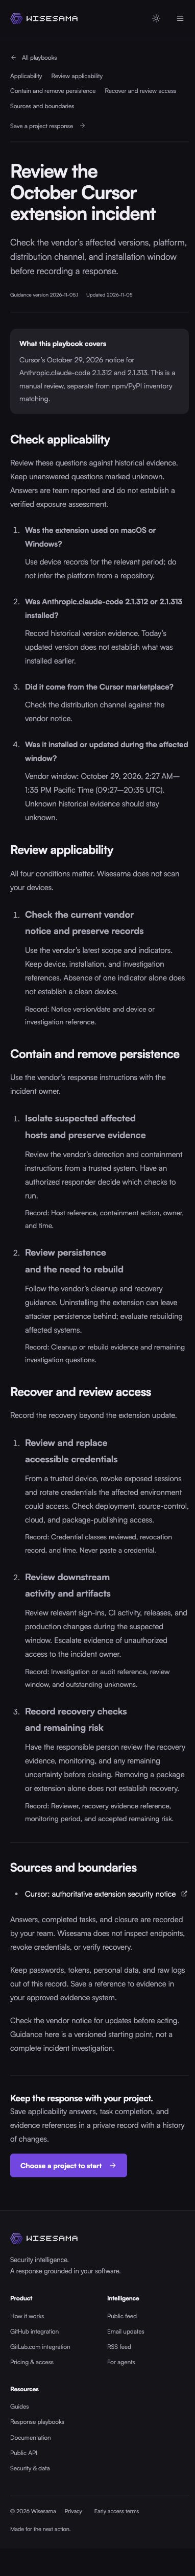 WISESAMA
All playbooks
Applicability Review applicability
Contain and remove persistence Recover and review access
Sources and boundaries
Save a project response
Review the
October Cursor
extension incident
Check the vendor's affected versions, platform,
distribution channel, and installation window
before recording a response.
Guidance version 2026-11-05.1 Updated 2026-11-05
What this playbook covers
Cursor's October 29, 2026 notice for
Anthropic.claude-code 2.1.312 and 2.1.313. This is a
manual review, separate from npm/PyPI inventory
matching.
Check applicability
Review these questions against historical evidence.
Keep unanswered questions marked unknown.
Answers are team reported and do not establish a
verified exposure assessment.
1. Was the extension used on macOS or
Windows?
Use device records for the relevant period; do
not infer the platform from a repository.
2. Was Anthropic.claude-code 2.1.312 or 2.1.313
installed?
Record historical version evidence. Today's
updated version does not establish what was
installed earlier.
3. Did it come from the Cursor marketplace?
Check the distribution channel against the
vendor notice.
4. Was it installed or updated during the affected
window?
Vendor window: October 29, 2026, 2:27 AM–
1:35 PM Pacific Time (09:27–20:35 UTC).
Unknown historical evidence should stay
unknown.
Review applicability
All four conditions matter. Wisesama does not scan
your devices.
1. Check the current vendor
notice and preserve records
Use the vendor's latest scope and indicators.
Keep device, installation, and investigation
references. Absence of one indicator alone does
not establish a clean device.
Record: Notice version/date and device or
investigation reference.
Contain and remove persistence
Use the vendor's response instructions with the
incident owner.
1. Isolate suspected affected
hosts and preserve evidence
Review the vendor's detection and containment
instructions from a trusted system. Have an
authorized responder decide which checks to
run.
Record: Host reference, containment action, owner,
and time.
2. Review persistence
and the need to rebuild
Follow the vendor's cleanup and recovery
guidance. Uninstalling the extension can leave
attacker persistence behind; evaluate rebuilding
affected systems.
Record: Cleanup or rebuild evidence and remaining
investigation questions.
Recover and review access
Record the recovery beyond the extension update.
1. Review and replace
accessible credentials
From a trusted device, revoke exposed sessions
and rotate credentials the affected environment
could access. Check deployment, source-control,
cloud, and package-publishing access.
Record: Credential classes reviewed, revocation
record, and time. Never paste a credential.
2. Review downstream
activity and artifacts
Review relevant sign-ins, CI activity, releases, and
production changes during the suspected
window. Escalate evidence of unauthorized
access to the incident owner.
Record: Investigation or audit reference, review
window, and outstanding unknowns.
3. Record recovery checks
and remaining risk
Have the responsible person review the recovery
evidence, monitoring, and any remaining
uncertainty before closing. Removing a package
or extension alone does not establish recovery.
Record: Reviewer, recovery evidence reference,
monitoring period, and accepted remaining risk.
Sources and boundaries
Cursor: authoritative extension security notice
Answers, completed tasks, and closure are recorded
by your team. Wisesama does not inspect endpoints,
revoke credentials, or verify recovery.
Keep passwords, tokens, personal data, and raw logs
out of this record. Save a reference to evidence in
your approved evidence system.
Check the vendor notice for updates before acting.
Guidance here is a versioned starting point, not a
complete incident investigation.
Keep the response with your project.
Save applicability answers, task completion, and
evidence references in a private record with a history
of changes.
Choose a project to start
WISESAMA
Security intelligence.
A response grounded in your software.
Product Intelligence
How it works Public feed
GitHub integration Email updates
GitLab.com integration RSS feed
Pricing & access For agents
Resources
Guides
Response playbooks
Documentation
Public API
Security & data
© 2026 Wisesama Privacy Early access terms
Made for the next action.